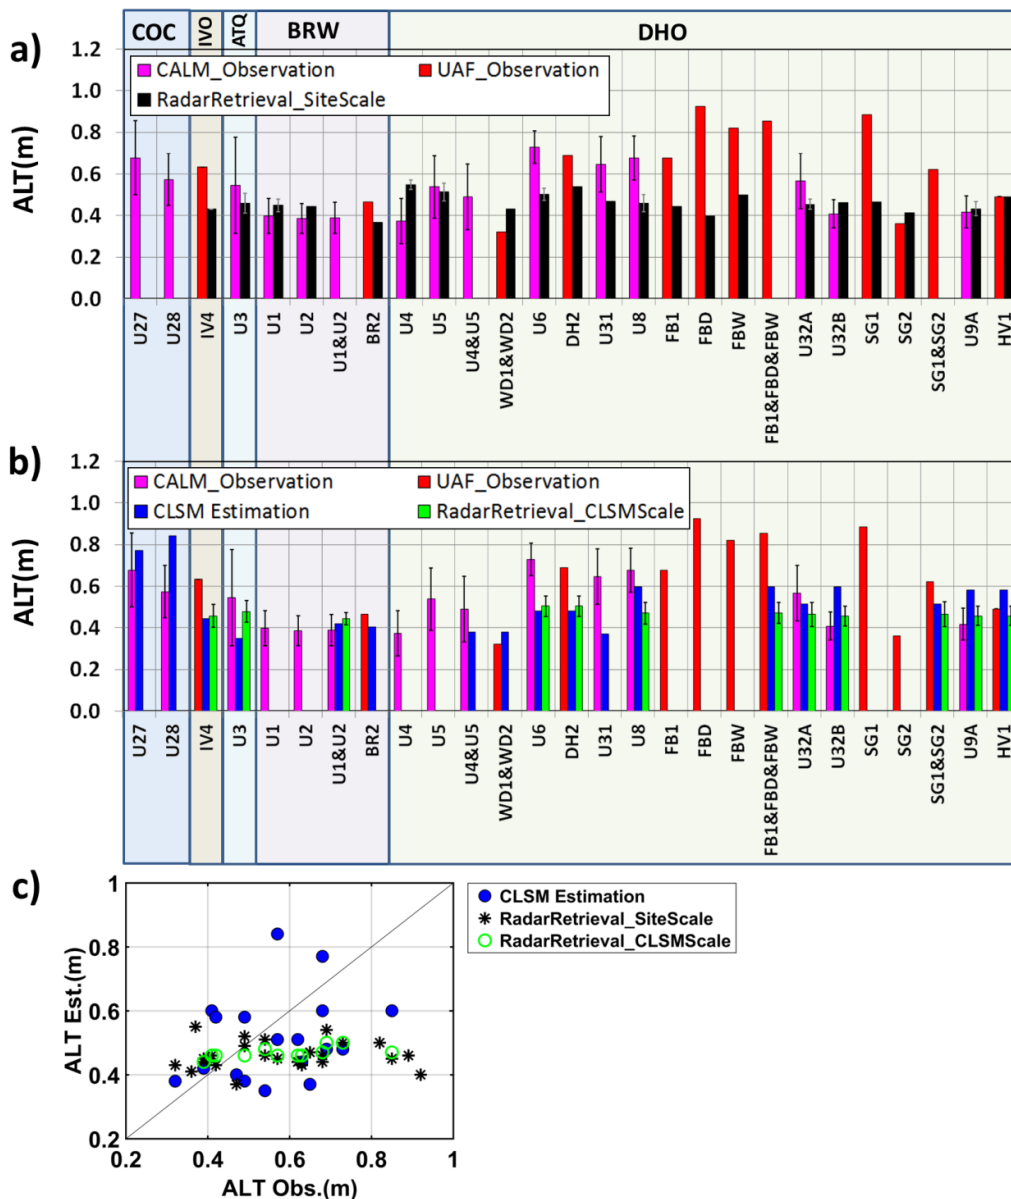 COC IVO ATQ BRW DHO
a)
CALM_Observation UAF_Observation
RadarRetrieval_SiteScale
ALT(m)
1.2
1.0
0.8
0.6
0.4
0.2
0.0
U27 U28 IV4 U3 U1 U2 U1&U2 BR2 U4 U5 U4&U5 WD1&WD2 U6 DH2 U31 U8 FB1 FBD FBW FB1&FBD&FBW U32A U32B SG1 SG2 SG1&SG2 U9A HV1
b)
CALM_Observation UAF_Observation
CLSM Estimation RadarRetrieval_CLSMScale
ALT(m)
1.2
1.0
0.8
0.6
0.4
0.2
0.0
U27 U28 IV4 U3 U1 U2 U1&U2 BR2 U4 U5 U4&U5 WD1&WD2 U6 DH2 U31 U8 FB1 FBD FBW FB1&FBD&FBW U32A U32B SG1 SG2 SG1&SG2 U9A HV1
c)
CLSM Estimation
RadarRetrieval_SiteScale
RadarRetrieval_CLSMScale
ALT Est.(m)
1
0.8
0.6
0.4
0.2
0.2 0.4 0.6 0.8 1
ALT Obs.(m)